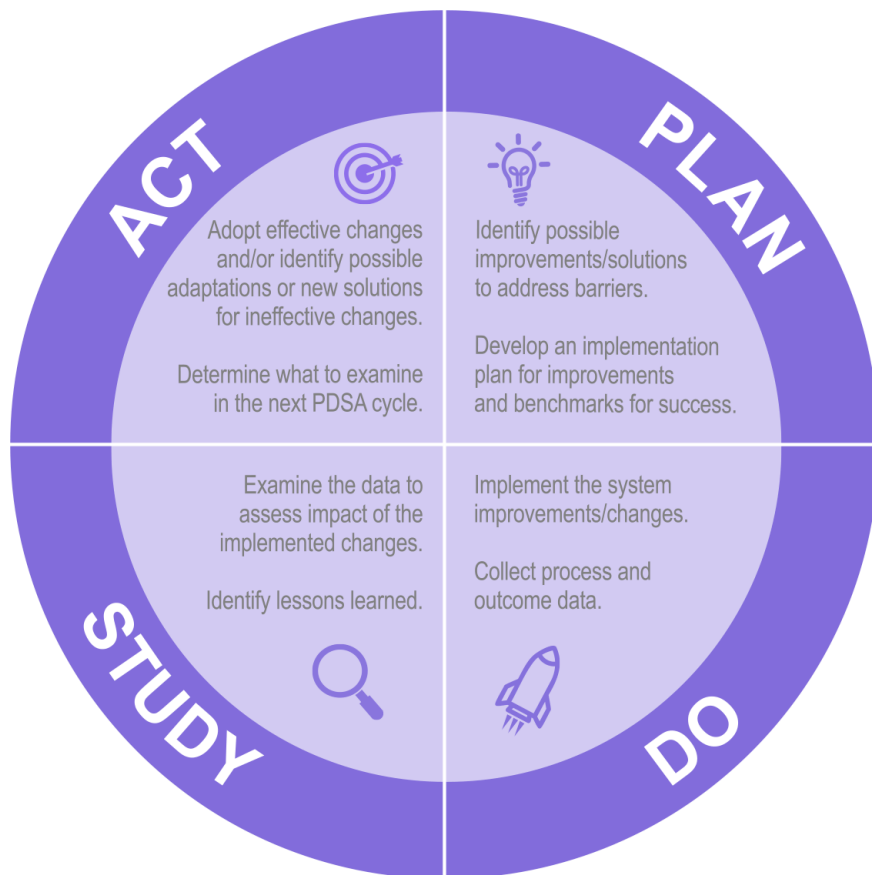 PLAN
Identify possible
improvements/solutions
to address barriers.
Develop an implementation
plan for improvements
and benchmarks for success.
DO
Implement the system
improvements/changes.
Collect process and
outcome data.
STUDY
Examine the data to
assess impact of the
implemented changes.
Identify lessons learned.
ACT
Adopt effective changes
and/or identify possible
adaptations or new solutions
for ineffective changes.
Determine what to examine
in the next PDSA cycle.